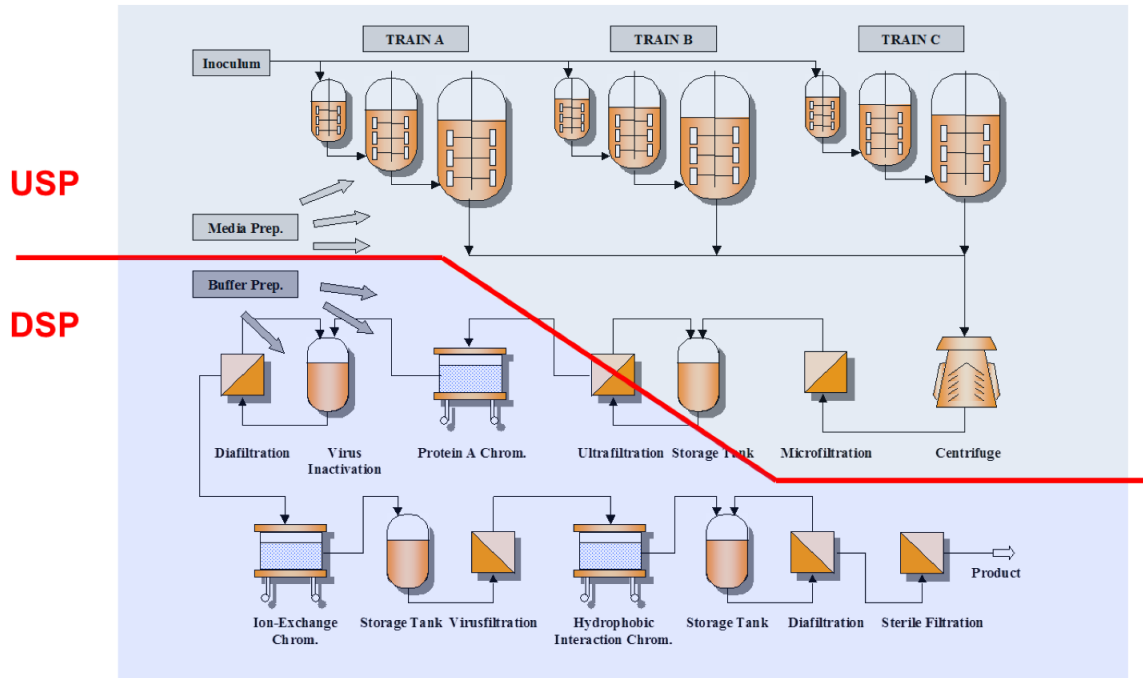 TRAIN A
TRAIN B
TRAIN C
Inoculum
USP
Media Prep.
Buffer Prep.
DSP
Diafiltration
Virus
Inactivation
Protein A Chrom.
Ultrafiltration
Storage Tank
Microfiltration
Centrifuge
Product
Ion-Exchange
Chrom.
Storage Tank
Virusfiltration
Hydrophobic
Interaction Chrom.
Storage Tank
Diafiltration
Sterile Filtration